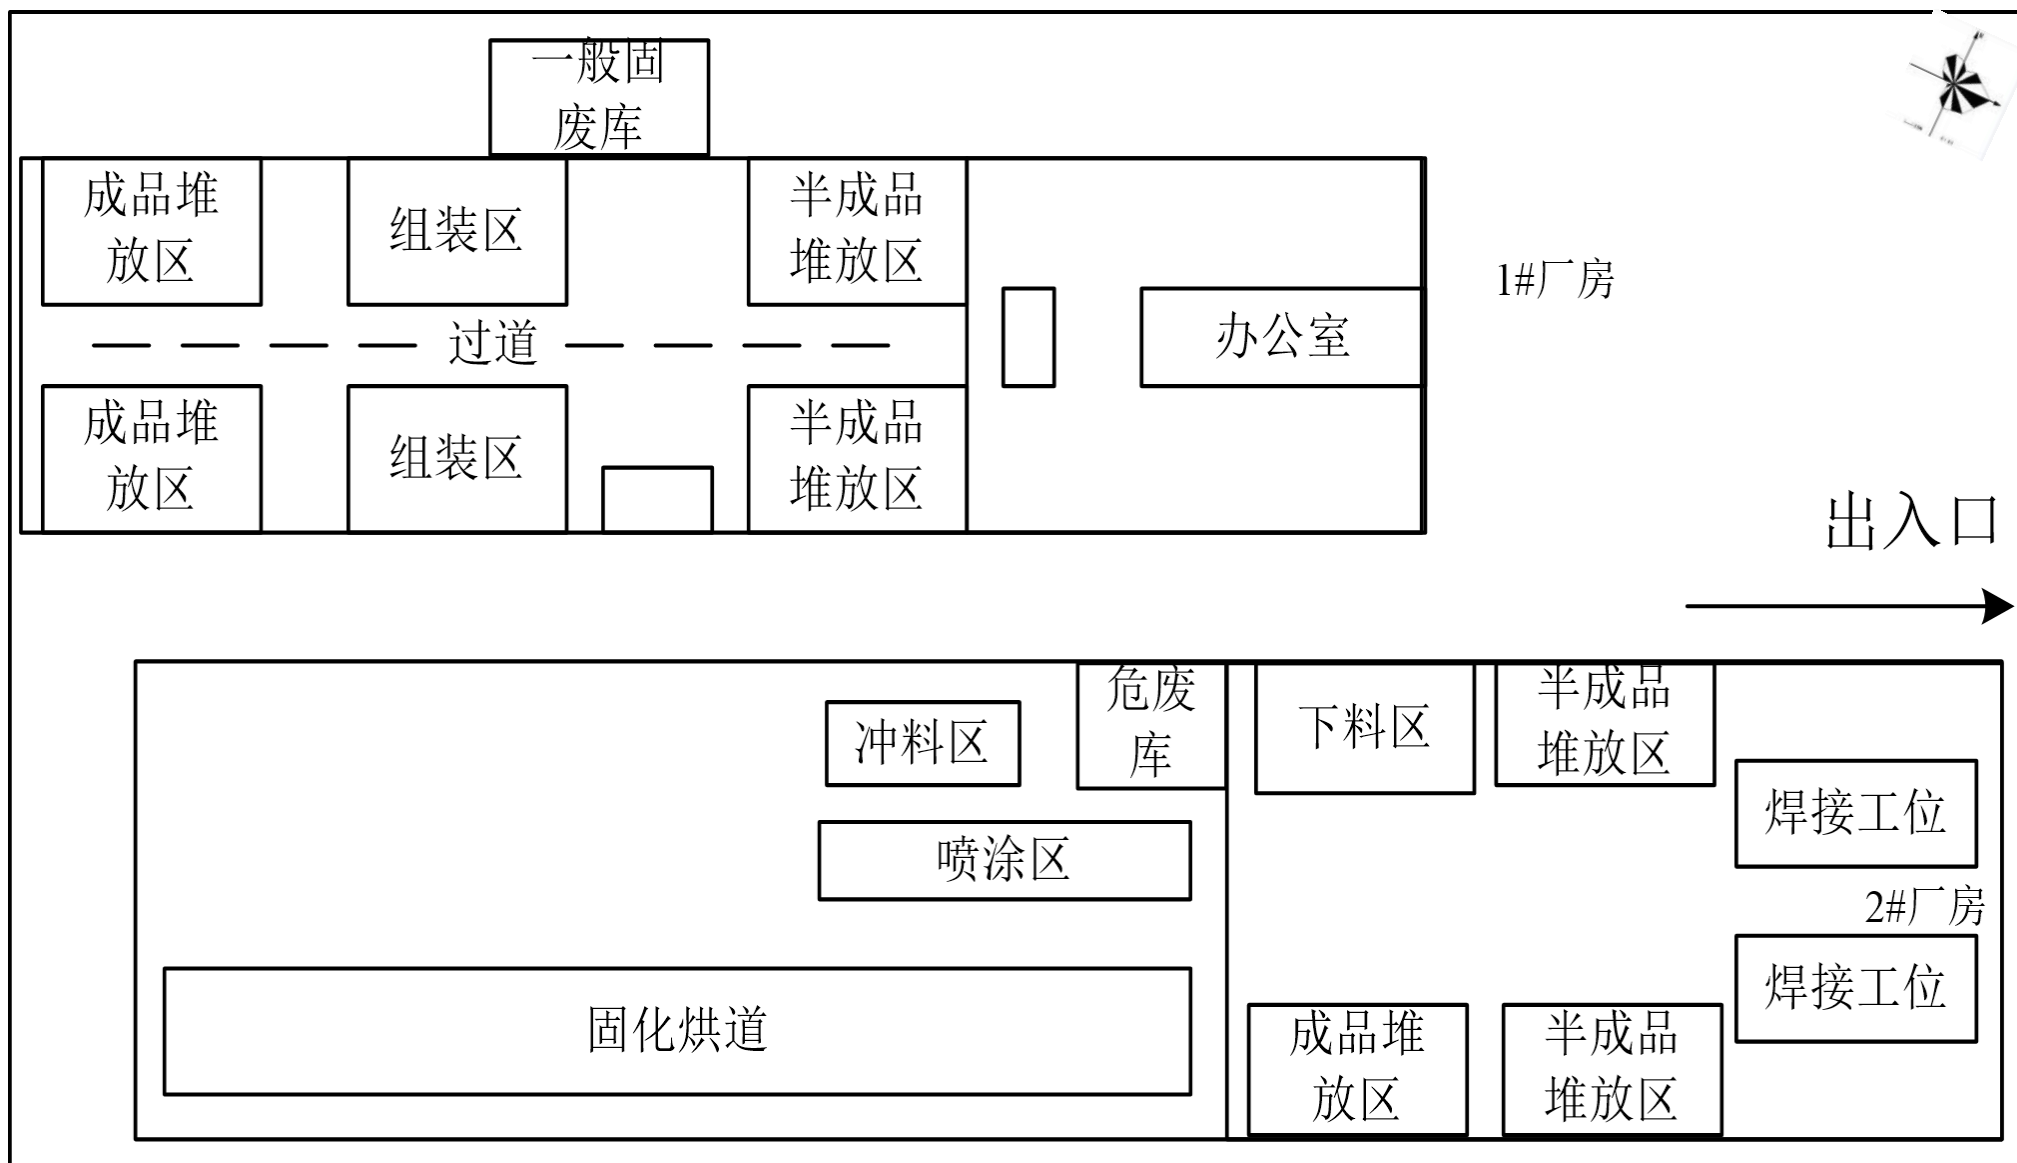 一般固
废库
成品堆
放区
组装区
半成品
堆放区
1#厂房
过道
办公室
成品堆
放区
组装区
半成品
堆放区
出入口
危废
库
冲料区
下料区
半成品
堆放区
焊接工位
喷涂区
2#厂房
焊接工位
固化烘道
成品堆
放区
半成品
堆放区